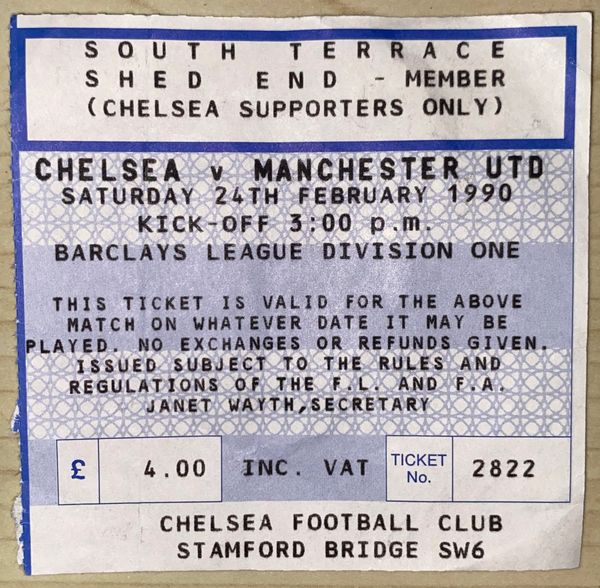 SOUTH TERRACE
SHED END - MEMBER
(CHELSEA SUPPORTERS ONLY)
CHELSEA v MANCHESTER UTD
SATURDAY 24TH FEBRUARY 1990
KICK-OFF 3:00 p.m.
BARCLAYS LEAGUE DIVISION ONE
THIS TICKET IS VALID FOR THE ABOVE
MATCH ON WHATEVER DATE IT MAY BE
PLAYED. NO EXCHANGES OR REFUNDS GIVEN.
ISSUED SUBJECT TO THE RULES AND
REGULATIONS OF THE F.L. AND F.A.
JANET WAYTH,SECRETARY
£ 4.00 INC. VAT TICKET No. 2822
CHELSEA FOOTBALL CLUB
STAMFORD BRIDGE SW6